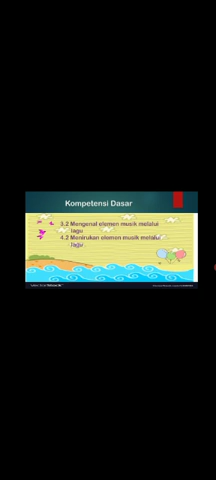 Kompetensi Dasar
3.2 Mengenal elemen musik melalui
lagu
4.2 Menirukan elemen musik melalui
lagu